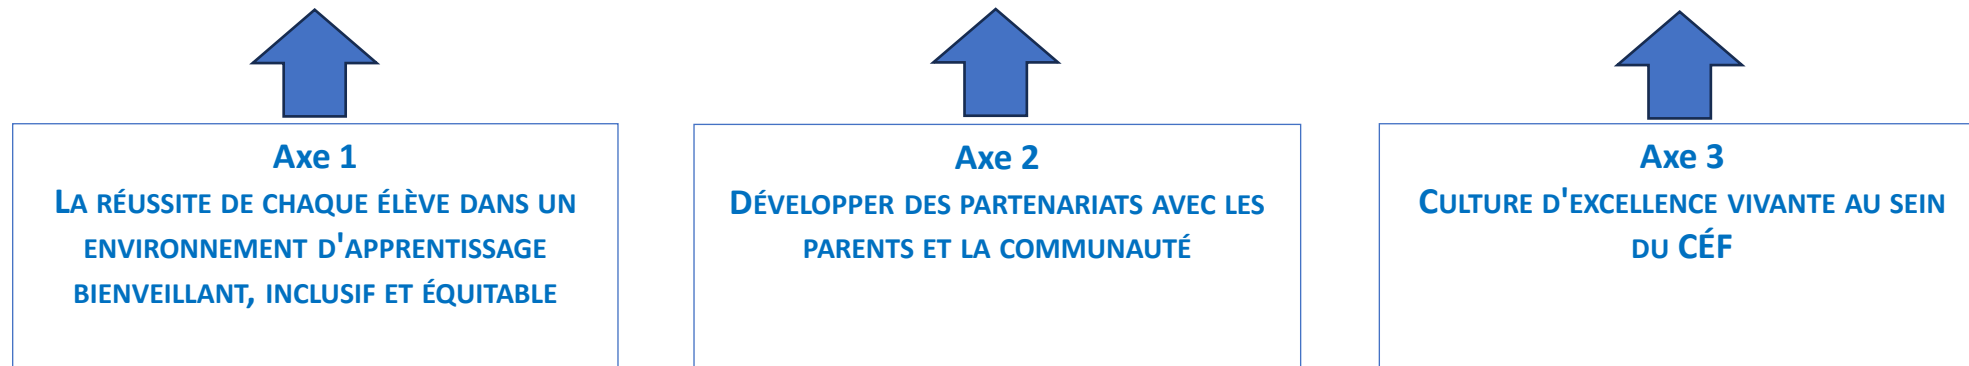 Axe 1
LA RÉUSSITE DE CHAQUE ÉLÈVE DANS UN
ENVIRONNEMENT D'APPRENTISSAGE
BIENVEILLANT, INCLUSIF ET ÉQUITABLE
Axe 2
DÉVELOPPER DES PARTENARIATS AVEC LES
PARENTS ET LA COMMUNAUTÉ
Axe 3
CULTURE D'EXCELLENCE VIVANTE AU SEIN
DU CÉF